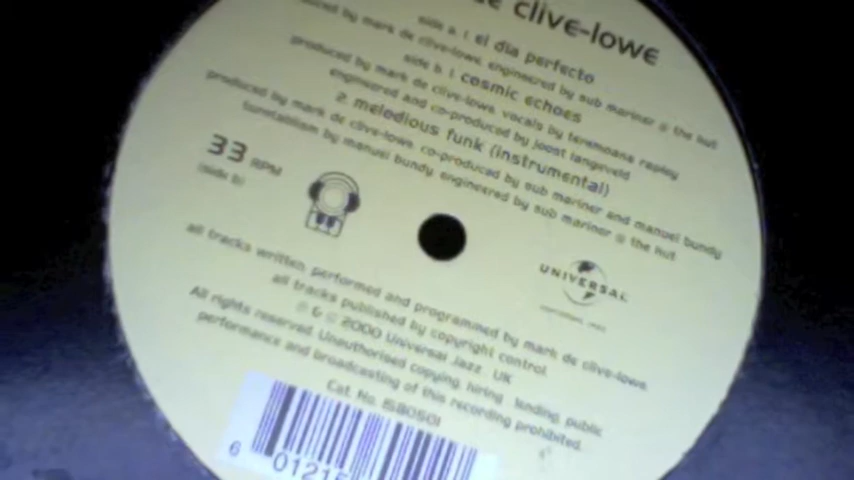 de clive-lowe
side a. 1. el dia perfecto
produced by mark de clive-lowe. engineered by sub mariner @ the hut
side b. 1. cosmic echoes
produced by mark de clive-lowe. vocals by teremoana rapley
engineered and co-produced by joost langeveld
2. melodious funk (instrumental)
produced by mark de clive-lowe. co-produced by sub mariner and manuel bundy
turntablism by manuel bundy. engineered by sub mariner @ the hut
33 RPM
(side b)
UNIVERSAL
all tracks written, performed and programmed by mark de clive-lowe.
all tracks published by copyright control.
℗ & © 2000 Universal Jazz. UK
All rights reserved. Unauthorised copying, hiring, lending, public
performance and broadcasting of this recording prohibited.
Cat. No.
6 01215